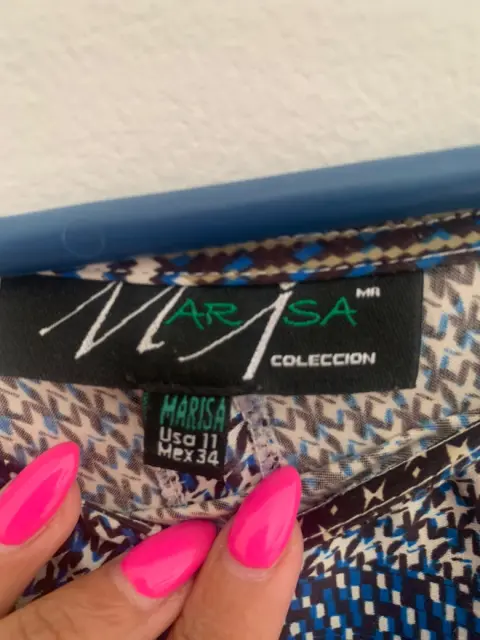 MARISA MR
COLECCION
MARISA
Usa 11
Mex 34